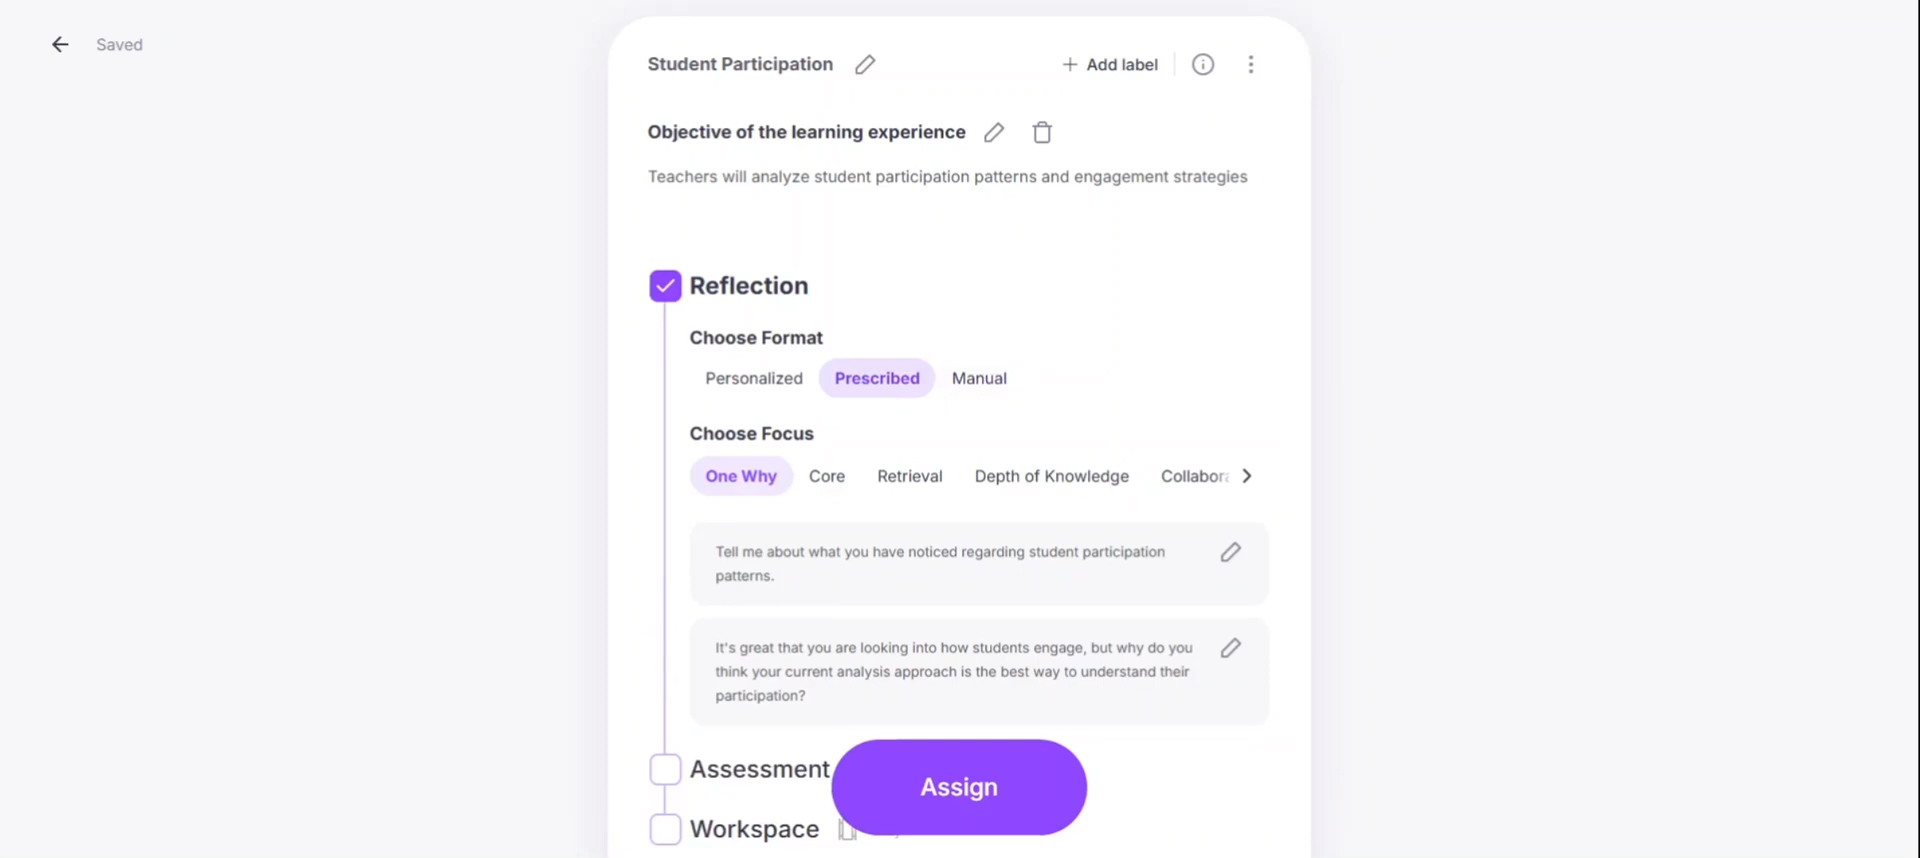 Saved
Student Participation
Add label
Objective of the learning experience
Teachers will analyze student participation patterns and engagement strategies
Reflection
Choose Format
Personalized Prescribed Manual
Choose Focus
One Why Core Retrieval Depth of Knowledge Collabor
Tell me about what you have noticed regarding student participation
patterns.
It's great that you are looking into how students engage, but why do you
think your current analysis approach is the best way to understand their
participation?
Assessment
Assign
Workspace